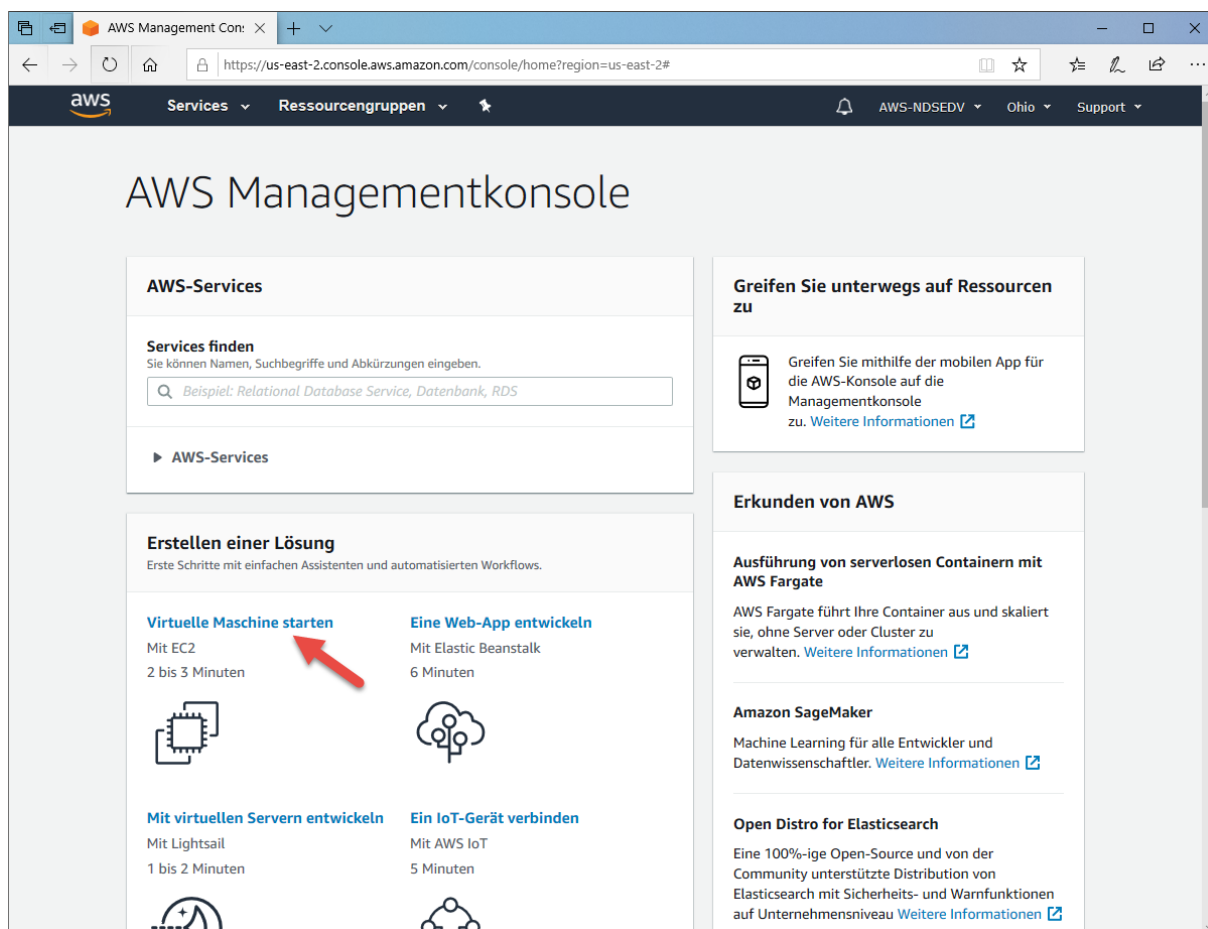 AWS Management Con:
https://us-east-2.console.aws.amazon.com/console/home?region=us-east-2#
aws
Services
Ressourcengruppen
AWS-NDSEDV
Ohio
Support
AWS Managementkonsole
AWS-Services
Services finden
Sie können Namen, Suchbegriffe und Abkürzungen eingeben.
Beispiel: Relational Database Service, Datenbank, RDS
AWS-Services
Erstellen einer Lösung
Erste Schritte mit einfachen Assistenten und automatisierten Workflows.
Virtuelle Maschine starten
Mit EC2
2 bis 3 Minuten
Eine Web-App entwickeln
Mit Elastic Beanstalk
6 Minuten
Mit virtuellen Servern entwickeln
Mit Lightsail
1 bis 2 Minuten
Ein IoT-Gerät verbinden
Mit AWS IoT
5 Minuten
Greifen Sie unterwegs auf Ressourcen
zu
Greifen Sie mithilfe der mobilen App für
die AWS-Konsole auf die
Managementkonsole
zu. Weitere Informationen
Erkunden von AWS
Ausführung von serverlosen Containern mit
AWS Fargate
AWS Fargate führt Ihre Container aus und skaliert
sie, ohne Server oder Cluster zu
verwalten. Weitere Informationen
Amazon SageMaker
Machine Learning für alle Entwickler und
Datenwissenschaftler. Weitere Informationen
Open Distro for Elasticsearch
Eine 100%-ige Open-Source und von der
Community unterstützte Distribution von
Elasticsearch mit Sicherheits- und Warnfunktionen
auf Unternehmensniveau Weitere Informationen